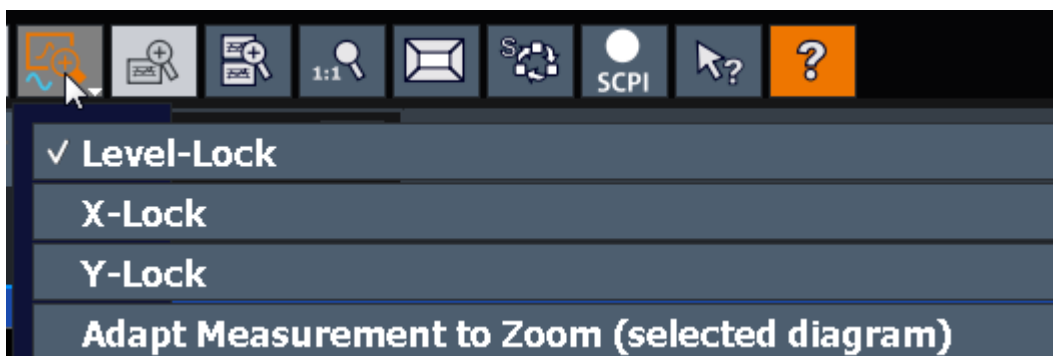 1:1
S
SCPI
?
?
✓ Level-Lock
X-Lock
Y-Lock
Adapt Measurement to Zoom (selected diagram)